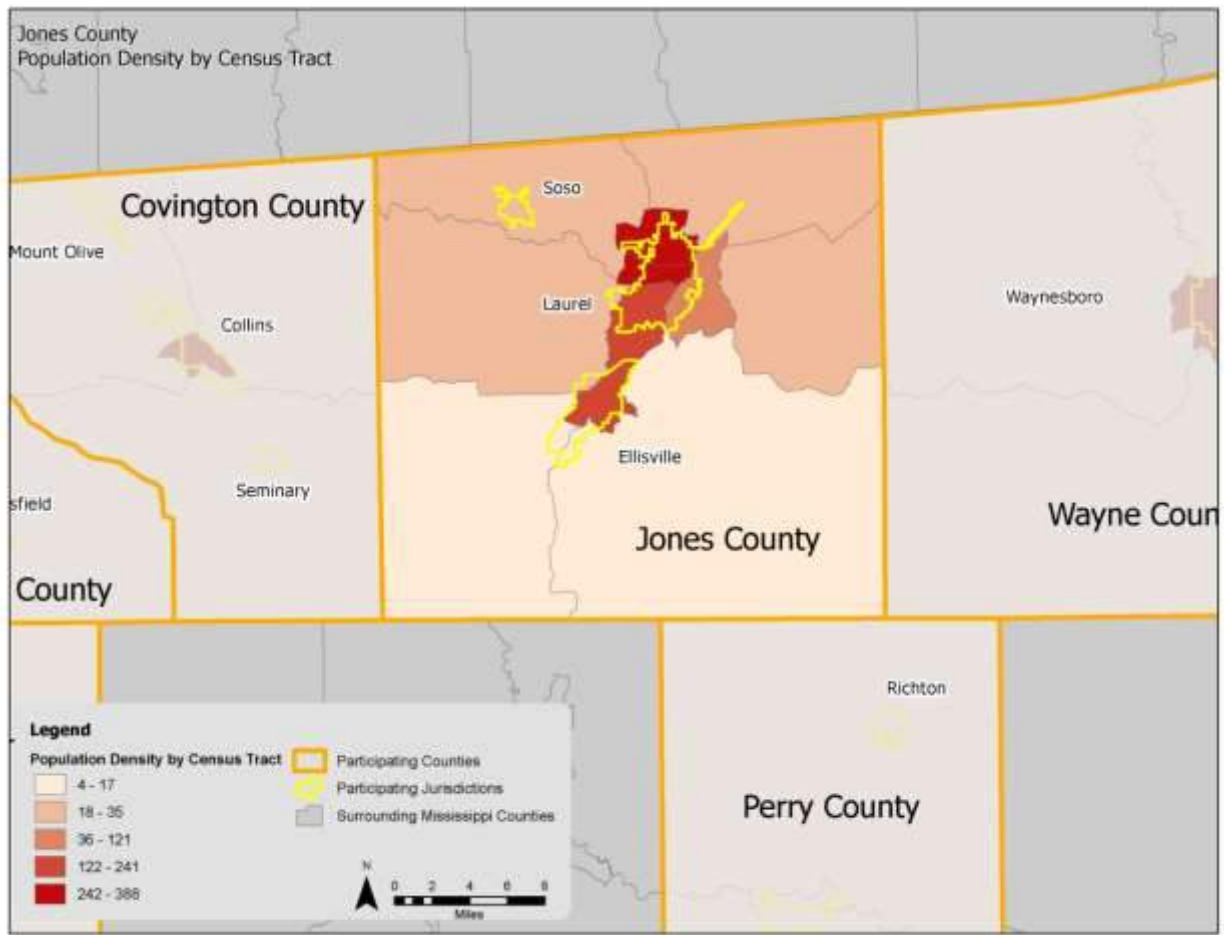 Jones County
Population Density by Census Tract
Covington County
Soso
Mount Olive
Laurel
Waynesboro
Collins
Ellisville
Seminary
sfield
Jones County
Wayne Coun
County
Richton
Perry County
Legend
Population Density by Census Tract
4 - 17
18 - 35
36 - 121
122 - 241
242 - 388
Participating Counties
Participating Jurisdictions
Surrounding Mississippi Counties
N
0 2 4 6 8
Miles